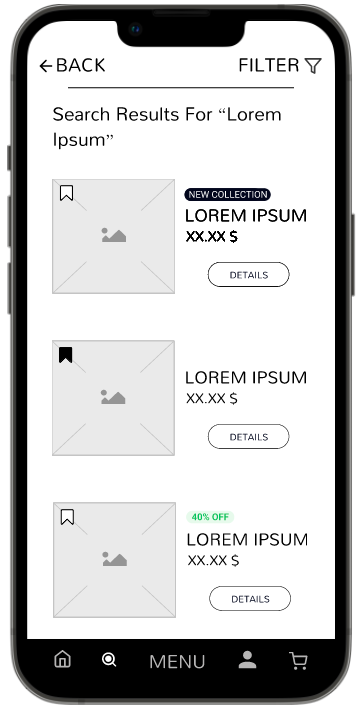 BACK
FILTER
Search Results For “Lorem
Ipsum”
NEW COLLECTION
LOREM IPSUM
XX.XX $
DETAILS
LOREM IPSUM
XX.XX $
DETAILS
40% OFF
LOREM IPSUM
XX.XX $
DETAILS
MENU